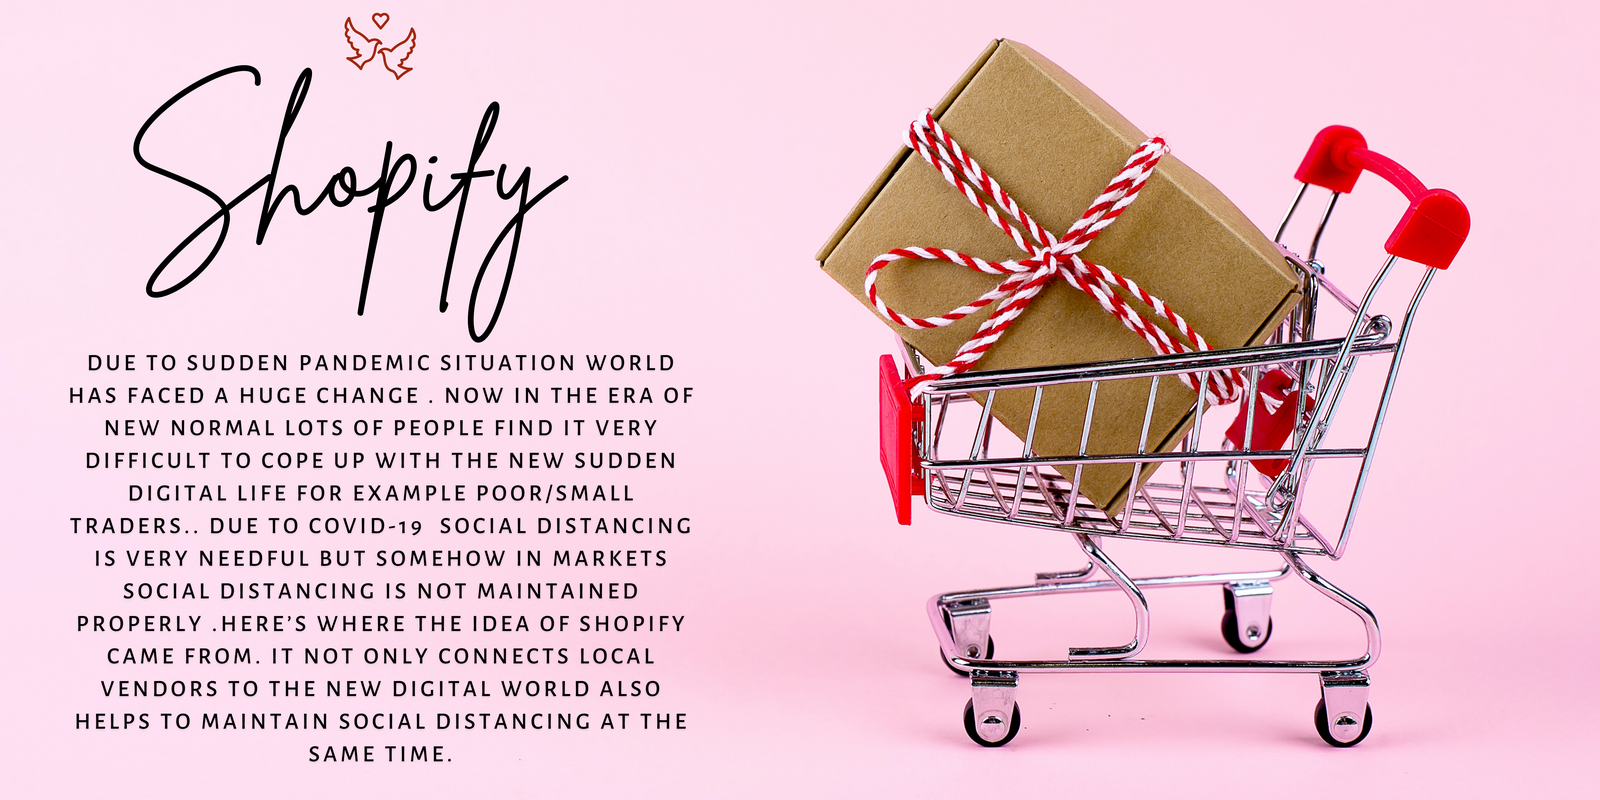 Shopify
DUE TO SUDDEN PANDEMIC SITUATION WORLD
HAS FACED A HUGE CHANGE . NOW IN THE ERA OF
NEW NORMAL LOTS OF PEOPLE FIND IT VERY
DIFFICULT TO COPE UP WITH THE NEW SUDDEN
DIGITAL LIFE FOR EXAMPLE POOR/SMALL
TRADERS.. DUE TO COVID-19 SOCIAL DISTANCING
IS VERY NEEDFUL BUT SOMEHOW IN MARKETS
SOCIAL DISTANCING IS NOT MAINTAINED
PROPERLY .HERE’S WHERE THE IDEA OF SHOPIFY
CAME FROM. IT NOT ONLY CONNECTS LOCAL
VENDORS TO THE NEW DIGITAL WORLD ALSO
HELPS TO MAINTAIN SOCIAL DISTANCING AT THE
SAME TIME.